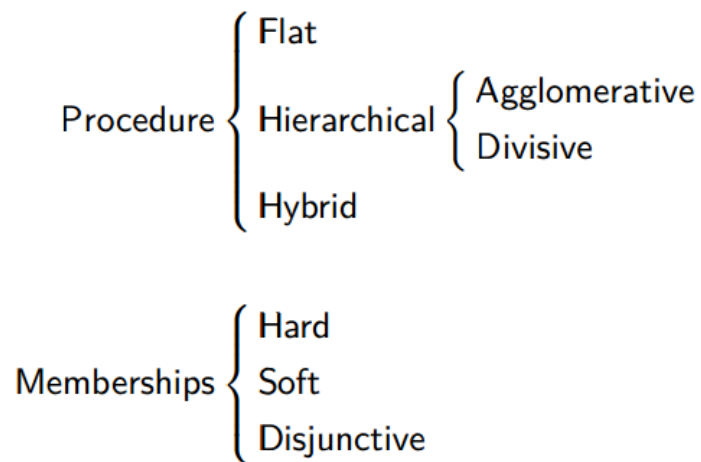 Flat
Procedure
Hierarchical
Agglomerative
Divisive
Hybrid
Hard
Memberships
Soft
Disjunctive